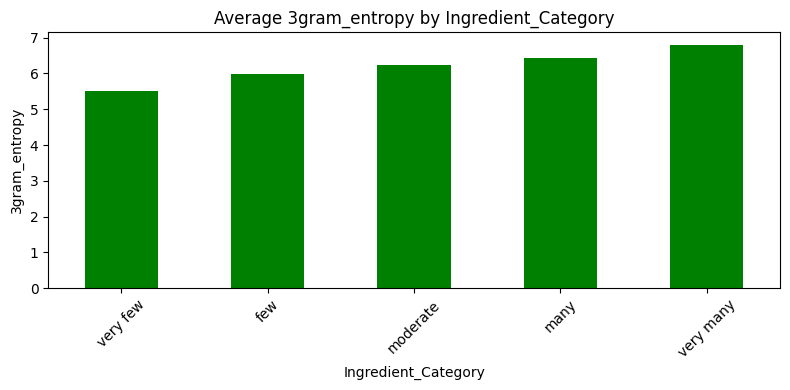 Average 3gram_entropy by Ingredient_Category
3gram_entropy
7
6
5
4
3
2
1
0
very few
few
moderate
many
very many
Ingredient_Category